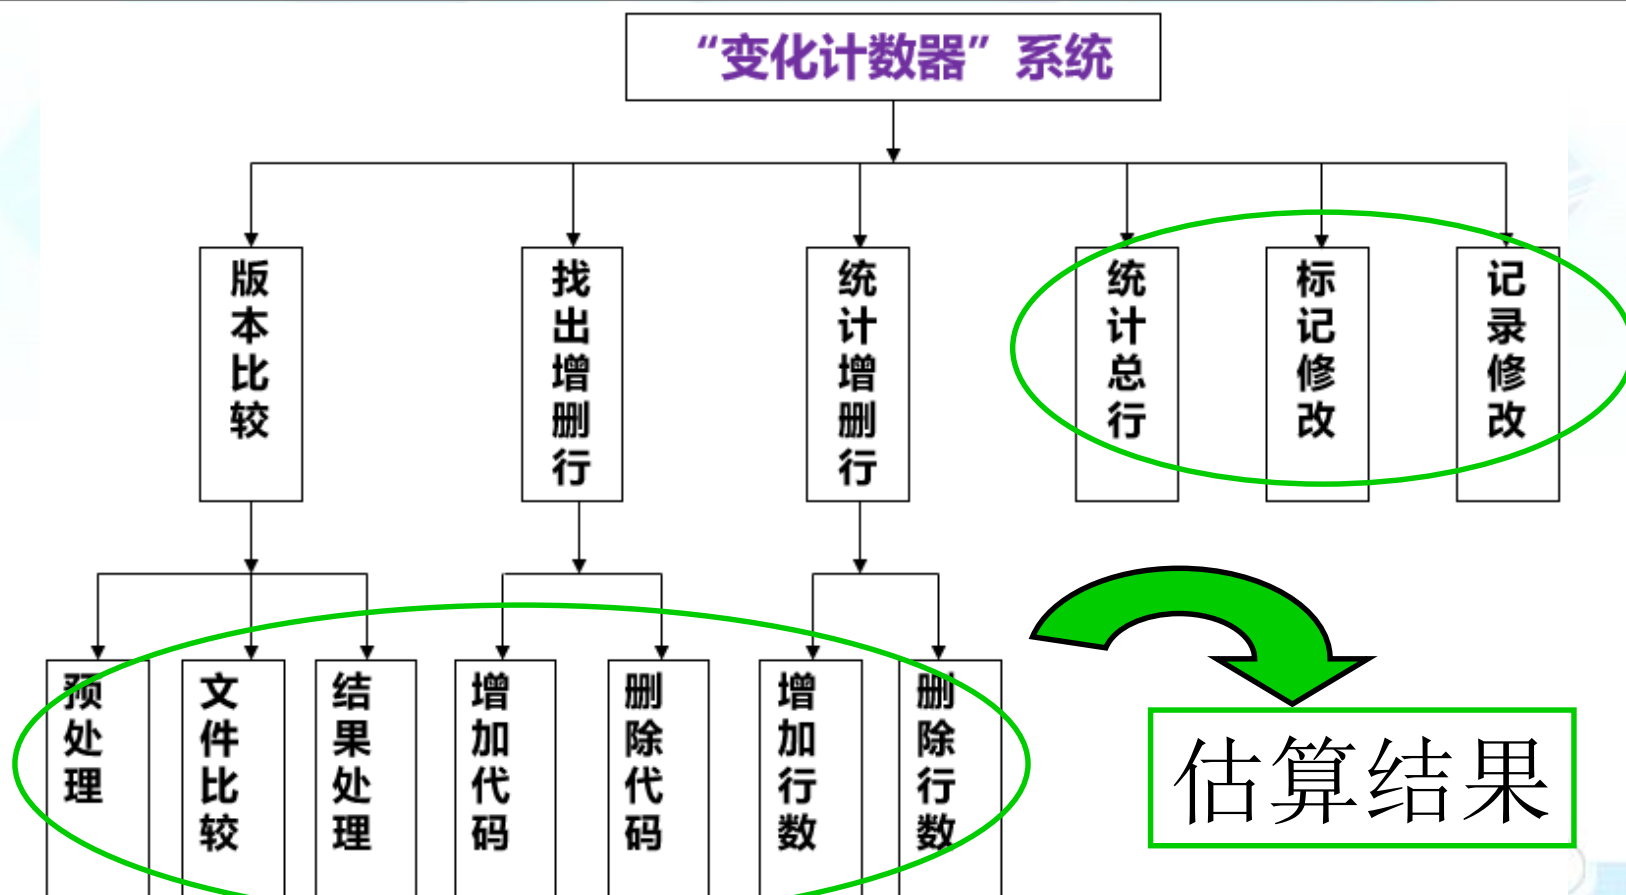 “变化计数器”系统
版本比较
找出增删行
统计增删行
统计总行
标记修改
记录修改
预处理
文件比较
结果处理
增加代码
删除代码
增加行数
删除行数
估算结果